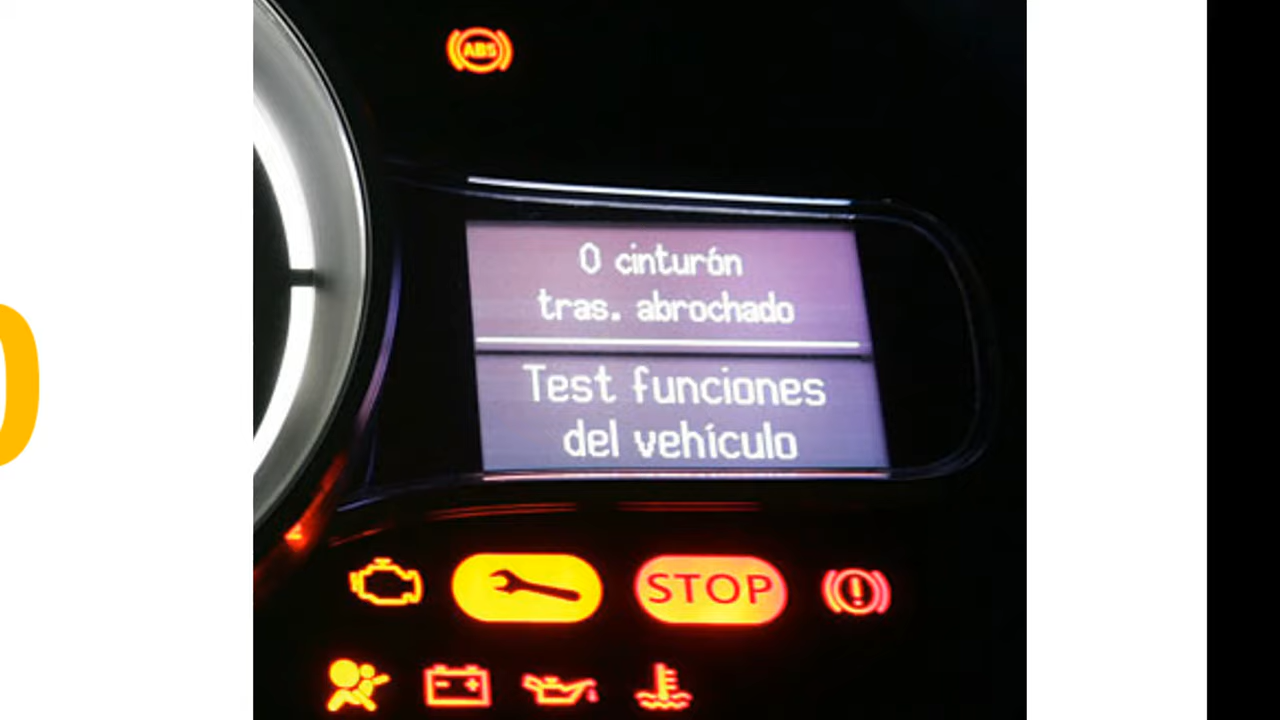 ABS
0 cinturón
tras. abrochado
Test funciones
del vehículo
STOP